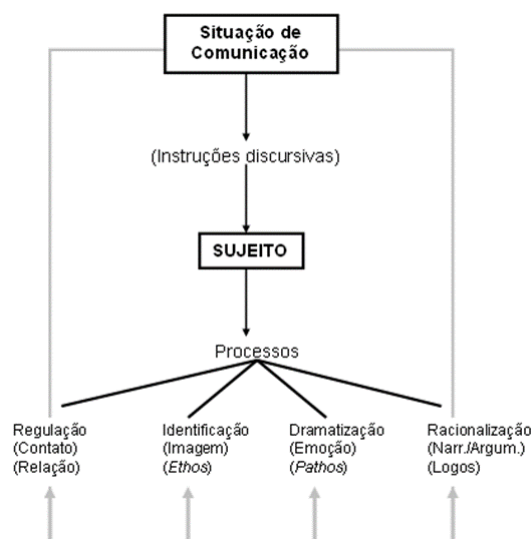 Situação de
Comunicação
(Instruções discursivas)
SUJEITO
Processos
Regulação
(Contato)
(Relação)
Identificação
(Imagem)
(Ethos)
Dramatização
(Emoção)
(Pathos)
Racionalização
(Narr./Argum.)
(Logos)